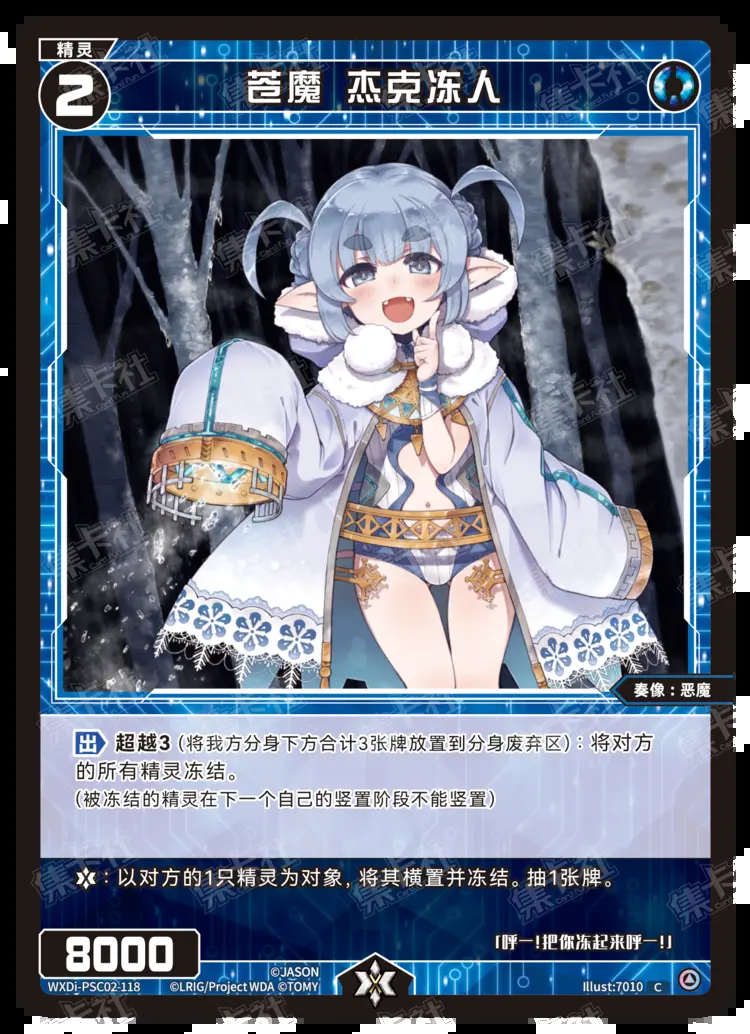 精灵
2
苍魔 杰克冻人
奏像：恶魔
出 超越3（将我方分身下方合计3张牌放置到分身废弃区）：将对方
的所有精灵冻结。
（被冻结的精灵在下一个自己的竖置阶段不能竖置）
：以对方的1只精灵为对象，将其横置并冻结。抽1张牌。
「呼一！把你冻起来呼一！」
8000
©JASON
WXDi-PSC02-118 ©LRIG/Project WDA ©TOMY
Illust:7010 C
集卡社